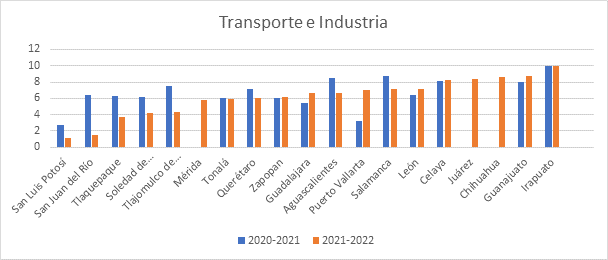 Transporte e Industria
12
10
8
6
4
2
0
San Luis Potosí
San Juan del Río
Tlaquepaque
Soledad de...
Tlajomulco de...
Mérida
Tonalá
Querétaro
Zapopan
Guadalajara
Aguascalientes
Puerto Vallarta
Salamanca
León
Celaya
Juárez
Chihuahua
Guanajuato
Irapuato
2020-2021
2021-2022